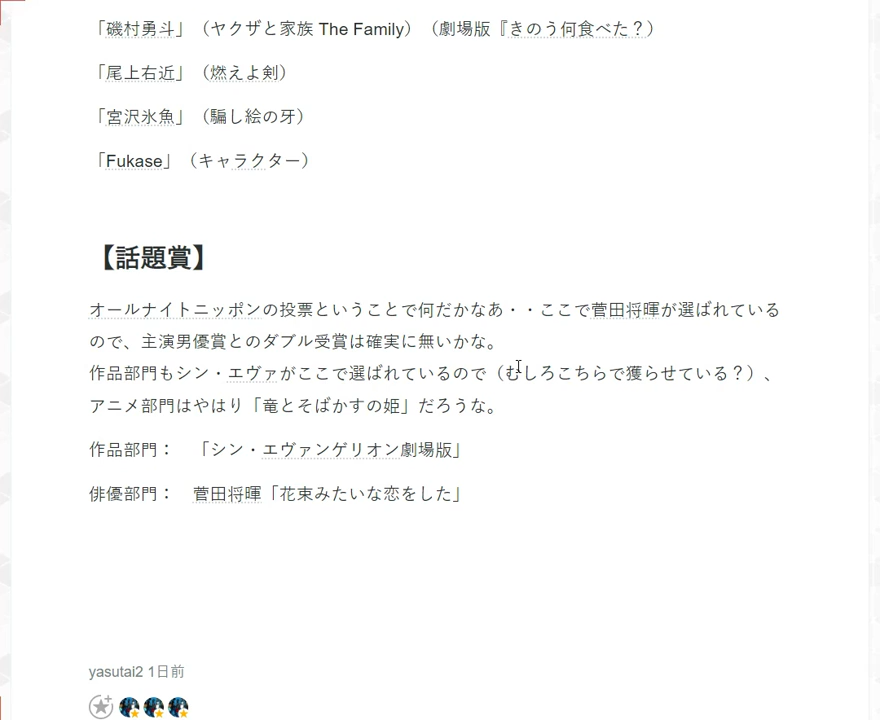 「磯村勇斗」（ヤクザと家族 The Family）（劇場版『きのう何食べた？）
「尾上右近」（燃えよ剣）
「宮沢氷魚」（騙し絵の牙）
「Fukase」（キャラクター）
【話題賞】
オールナイトニッポンの投票ということで何だかなあ・・ここで菅田将暉が選ばれている
ので、主演男優賞とのダブル受賞は確実に無いかな。
作品部門もシン・エヴァがここで選ばれているので（むしろこちらで獲らせている？）、
アニメ部門はやはり「竜とそばかすの姫」だろうな。
作品部門：　「シン・エヴァンゲリオン劇場版」
俳優部門：　菅田将暉「花束みたいな恋をした」
yasutai2 1日前